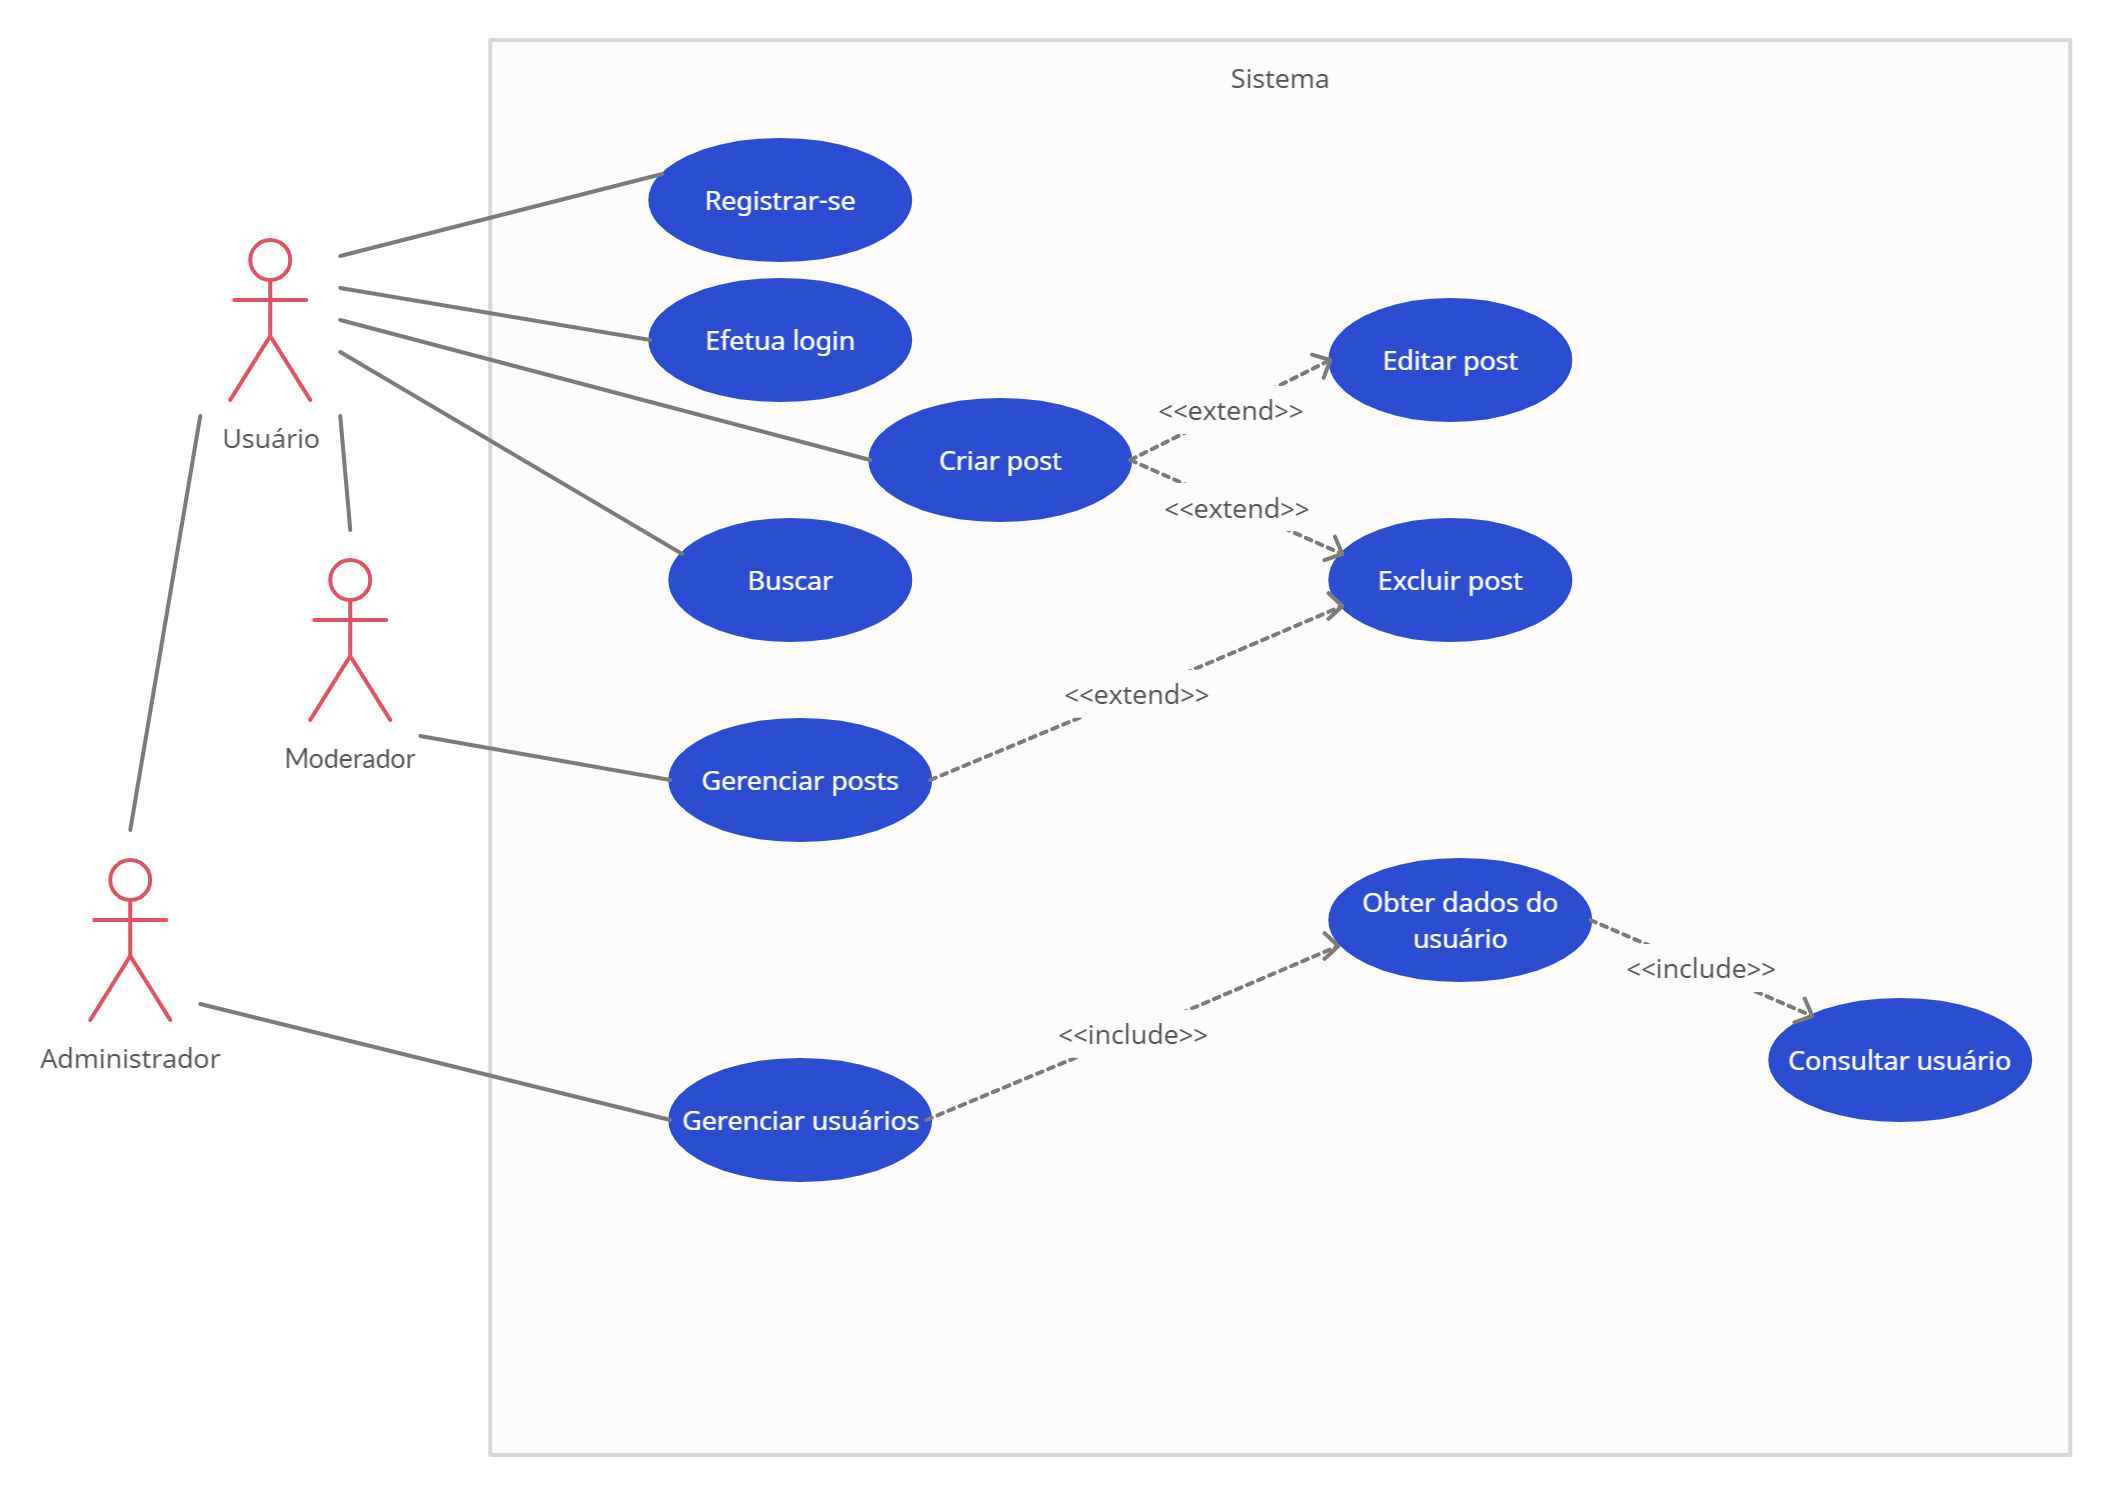 Sistema
Registrar-se
Efetua login
Editar post
<<extend>>
Usuário
Criar post
<<extend>>
Buscar
Excluir post
<<extend>>
Moderador
Gerenciar posts
Obter dados do
usuário
<<include>>
<<include>>
Administrador
Consultar usuário
Gerenciar usuários